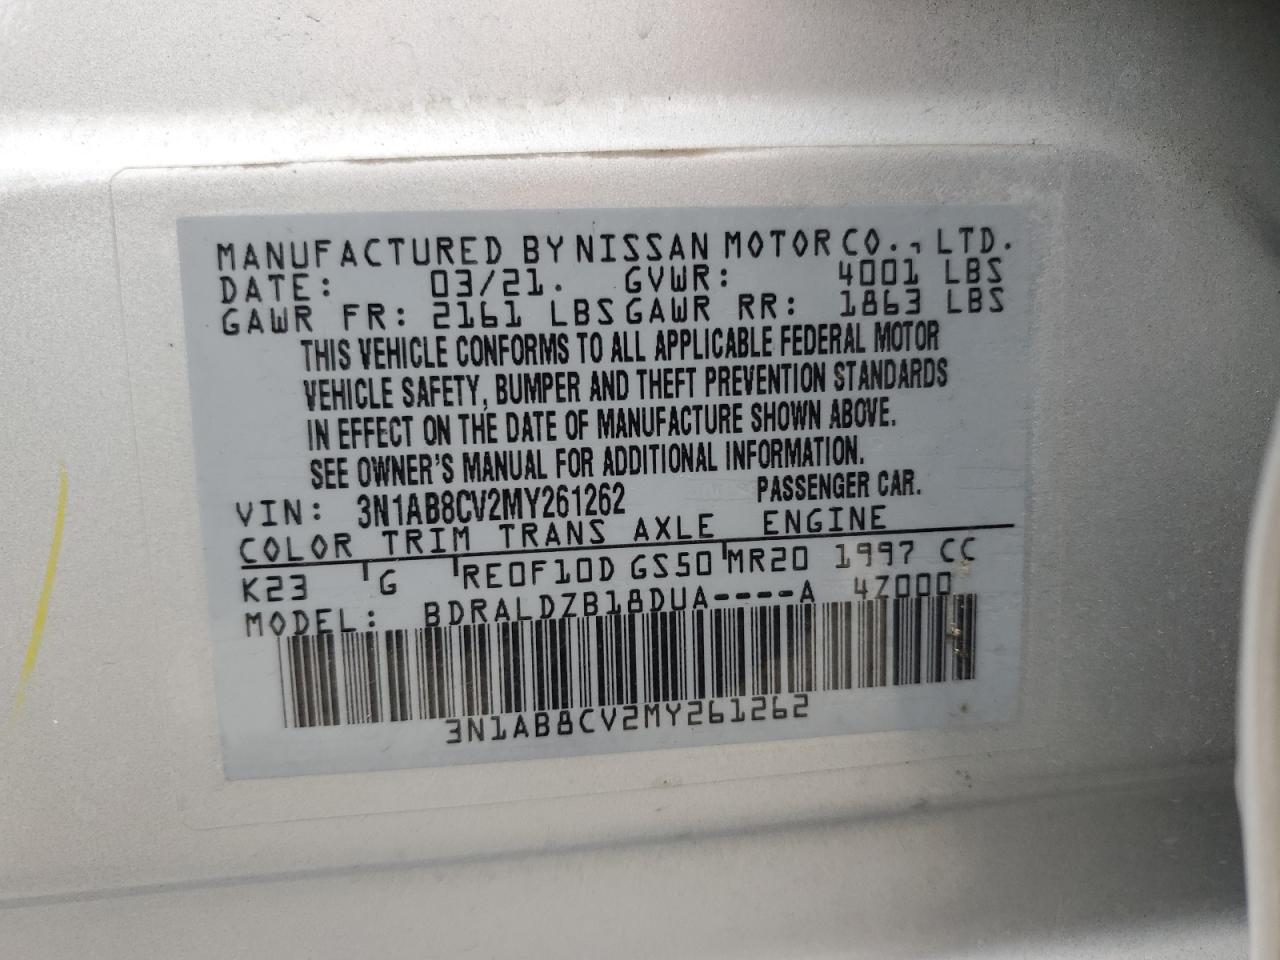 MANUFACTURED BY NISSAN MOTOR CO., LTD.
DATE: 03/21. GVWR: 4001 LBS
GAWR FR: 2161 LBS GAWR RR: 1863 LBS
THIS VEHICLE CONFORMS TO ALL APPLICABLE FEDERAL MOTOR
VEHICLE SAFETY, BUMPER AND THEFT PREVENTION STANDARDS
IN EFFECT ON THE DATE OF MANUFACTURE SHOWN ABOVE.
SEE OWNER'S MANUAL FOR ADDITIONAL INFORMATION.
VIN: 3N1AB8CV2MY261262 PASSENGER CAR.
COLOR TRIM TRANS AXLE ENGINE
K23 G RE0F10D GS50 MR20 1997 CC
MODEL: BDRALDZB18DUA----A 4Z000
3N1AB8CV2MY261262